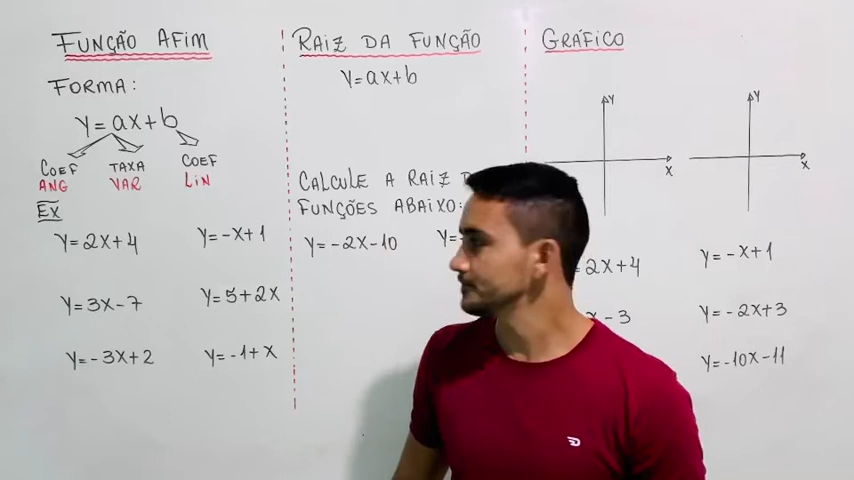 FUNÇÃO AFIM
FORMA:
Y=ax+b
COEF TAXA COEF
ANG VAR LIN
EX
Y=2X+4 Y=-X+1
Y=3X-7 Y=5+2X
Y=-3X+2 Y=-1+X
RAIZ DA FUNÇÃO
Y=ax+b
CALCULE A RAIZ
FUNÇÕES ABAIXO:
Y=-2X-10 Y=
GRÁFICO
Y Y
X X
=2X+4 Y=-X+1
X-3 Y=-2X+3
Y=-10X-11